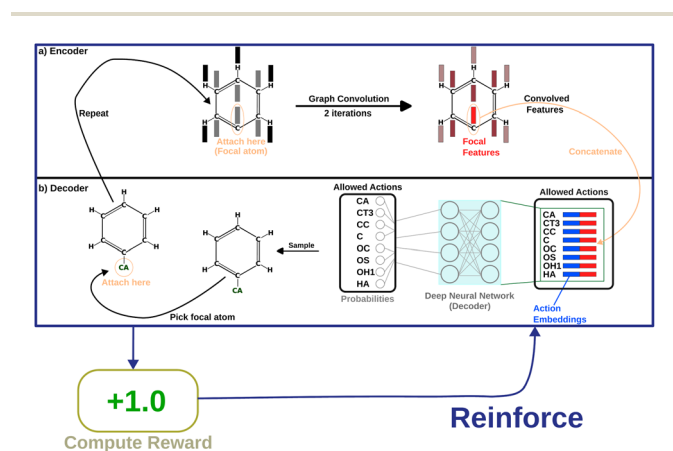 a) Encoder
H
H
H
C
C
C
C
C
C
H
H
Attach here
(Focal atom)
Repeat
Graph Convolution
2 iterations
H
H
H
C
C
C
C
C
C
H
H
Focal
Features
Convolved
Features
Concatenate
b) Decoder
H
H
H
C
C
C
C
C
C
H
H
CA
Attach here
H
H
H
C
C
C
C
C
C
H
H
CA
Pick focal atom
Sample
Allowed Actions
CA
CT3
CC
C
OC
OS
OH1
HA
Probabilities
Deep Neural Network
(Decoder)
Allowed Actions
CA
CT3
CC
C
OC
OS
OH1
HA
Action
Embeddings
+1.0
Compute Reward
Reinforce